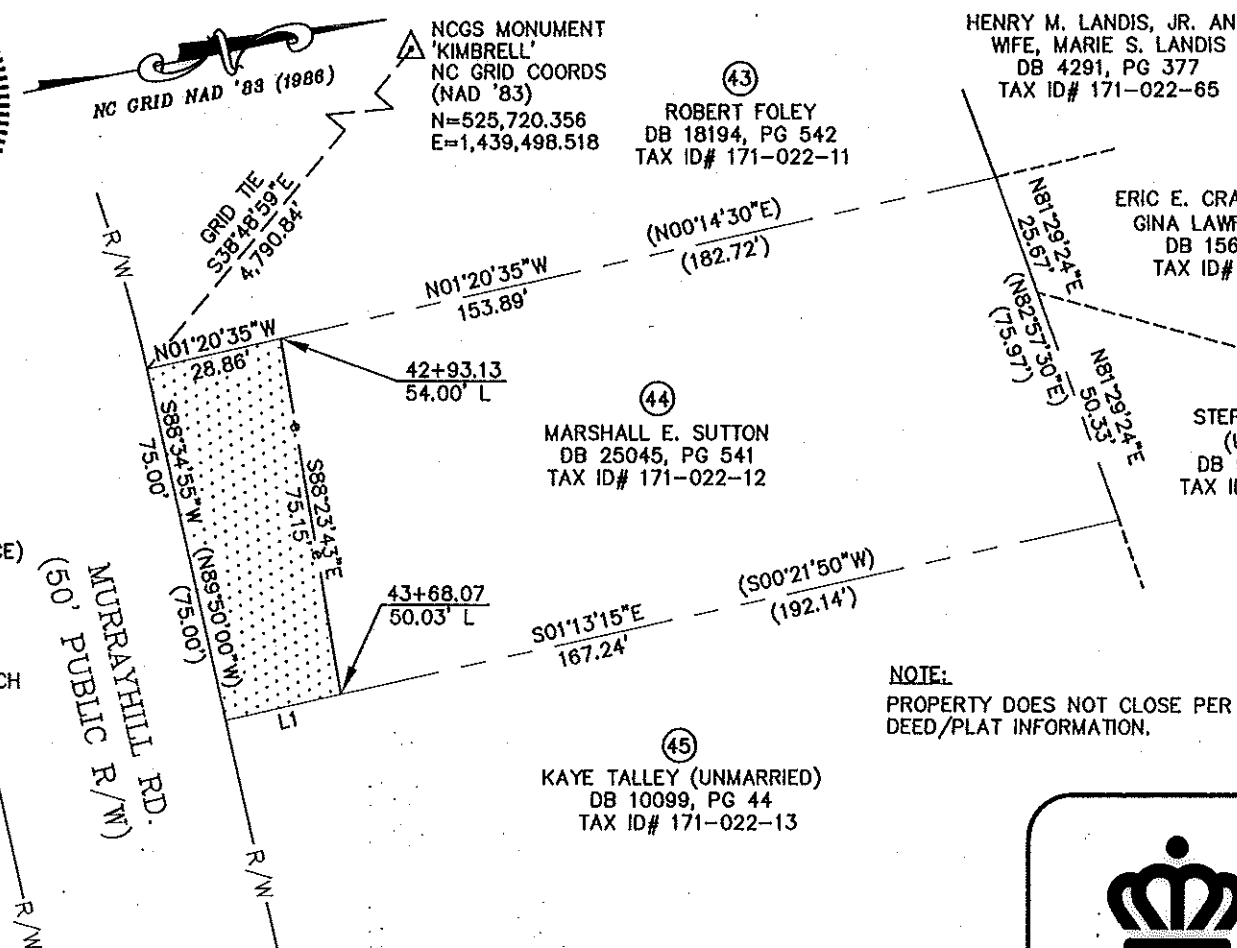 NC GRID NAD '83 (1986)
NCGS MONUMENT
'KIMBRELL'
NC GRID COORDS
(NAD '83)
N=525,720.356
E=1,439,498.518
43
ROBERT FOLEY
DB 18194, PG 542
TAX ID# 171-022-11
HENRY M. LANDIS, JR. AN
WIFE, MARIE S. LANDIS
DB 4291, PG 377
TAX ID# 171-022-65
ERIC E. CRA
GINA LAWR
DB 156
TAX ID#
R/W
GRID TIE
S38°48'59"E
4,790.84'
N01°20'35"W
153.89'
(N00°14'30"E)
(182.72')
N81°29'24"E
25.67'
(N82°57'30"E)
(75.97')
N81°29'24"E
50.33'
N01°20'35"W
28.86'
42+93.13
54.00' L
44
MARSHALL E. SUTTON
DB 25045, PG 541
TAX ID# 171-022-12
STEF
DB
TAX I
S88°34'55"W
75.00'
(N89°50'00"W)
(75.00')
S88°23'43"E
75.15'
CE)
MURRAYHILL RD.
(50' PUBLIC R/W)
43+68.07
50.03' L
S01°13'15"E
167.24'
(S00°21'50"W)
(192.14')
L1
CH
NOTE:
PROPERTY DOES NOT CLOSE PER
DEED/PLAT INFORMATION.
45
KAYE TALLEY (UNMARRIED)
DB 10099, PG 44
TAX ID# 171-022-13
R/W
R/W